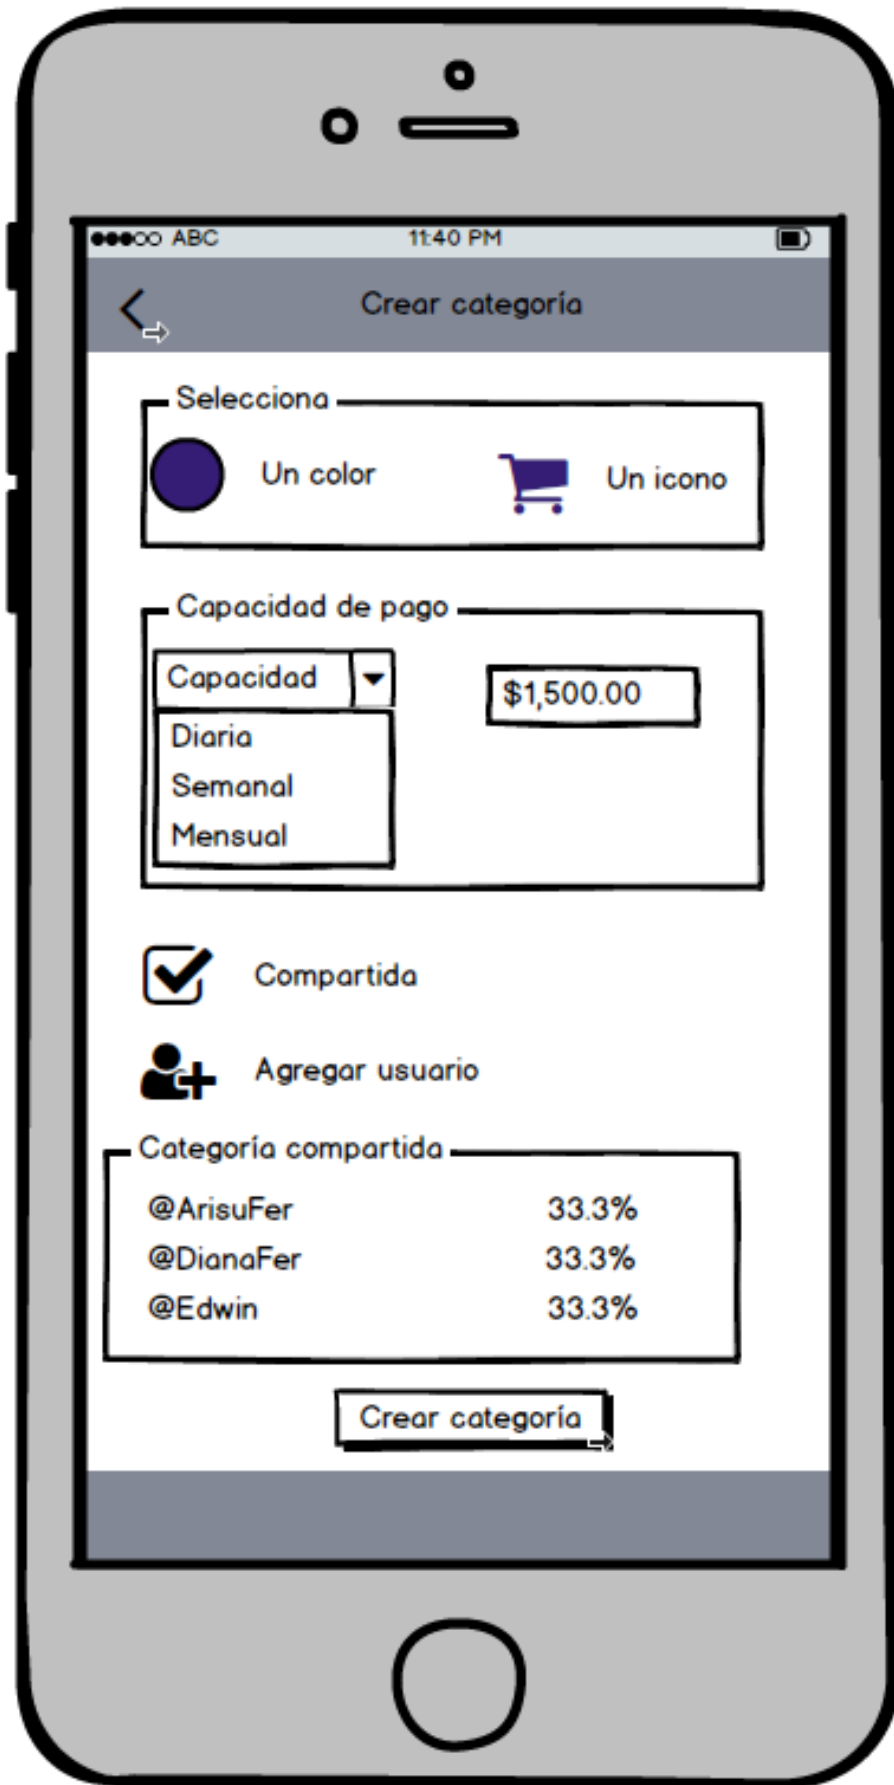 ABC 11:40 PM
Crear categoría
Selecciona
Un color Un icono
Capacidad de pago
Capacidad $1,500.00
Diaria
Semanal
Mensual
Compartida
Agregar usuario
Categoría compartida
@ArisuFer 33.3%
@DianaFer 33.3%
@Edwin 33.3%
Crear categoría